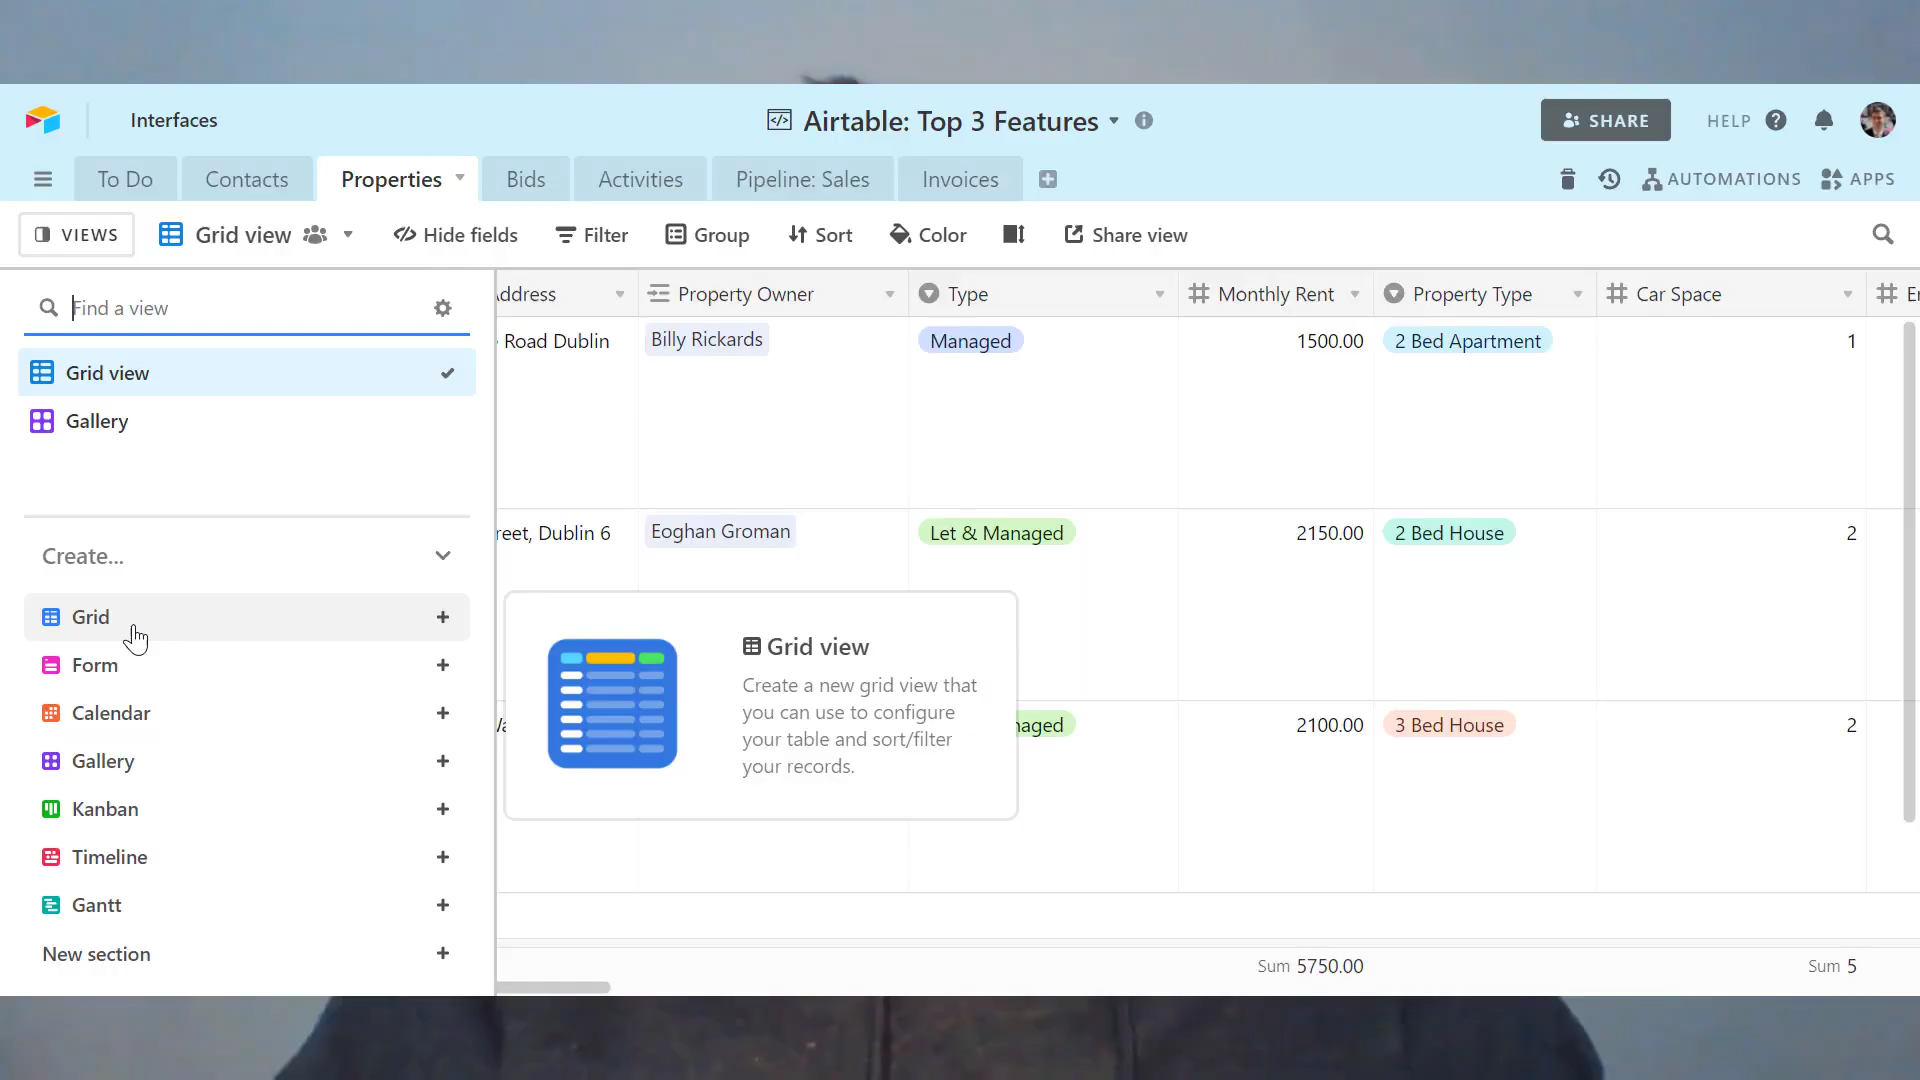 Interfaces
Airtable: Top 3 Features
SHARE
HELP
To Do
Contacts
Properties
Bids
Activities
Pipeline: Sales
Invoices
AUTOMATIONS
APPS
VIEWS
Grid view
Hide fields
Filter
Group
Sort
Color
Share view
Find a view
Grid view
Gallery
Create...
Grid
Form
Calendar
Gallery
Kanban
Timeline
Gantt
New section
ddress
Property Owner
Type
Monthly Rent
Property Type
Car Space
Road Dublin
Billy Rickards
Managed
1500.00
2 Bed Apartment
1
reet, Dublin 6
Eoghan Groman
Let & Managed
2150.00
2 Bed House
2
Grid view
Create a new grid view that
you can use to configure
your table and sort/filter
your records.
naged
2100.00
3 Bed House
2
Sum 5750.00
Sum 5